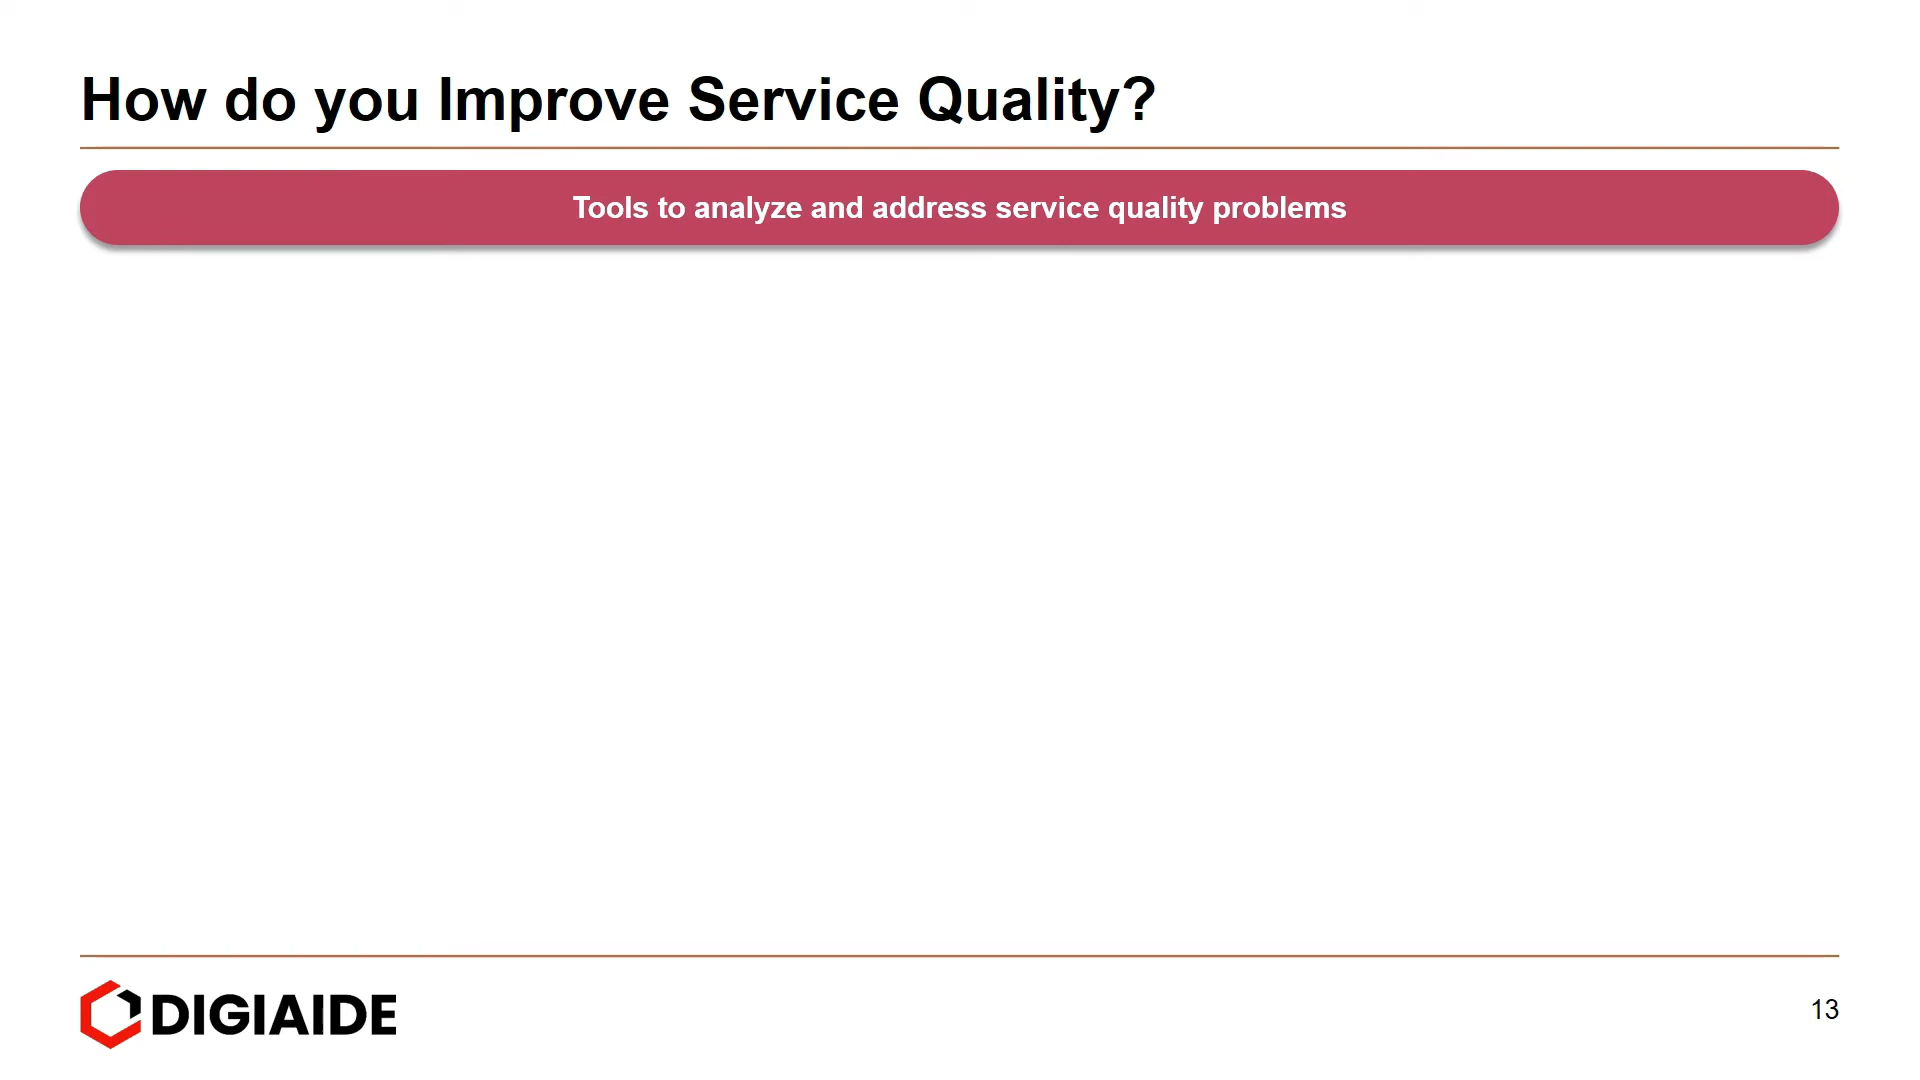 How do you Improve Service Quality?
Tools to analyze and address service quality problems
DIGIAIDE
13